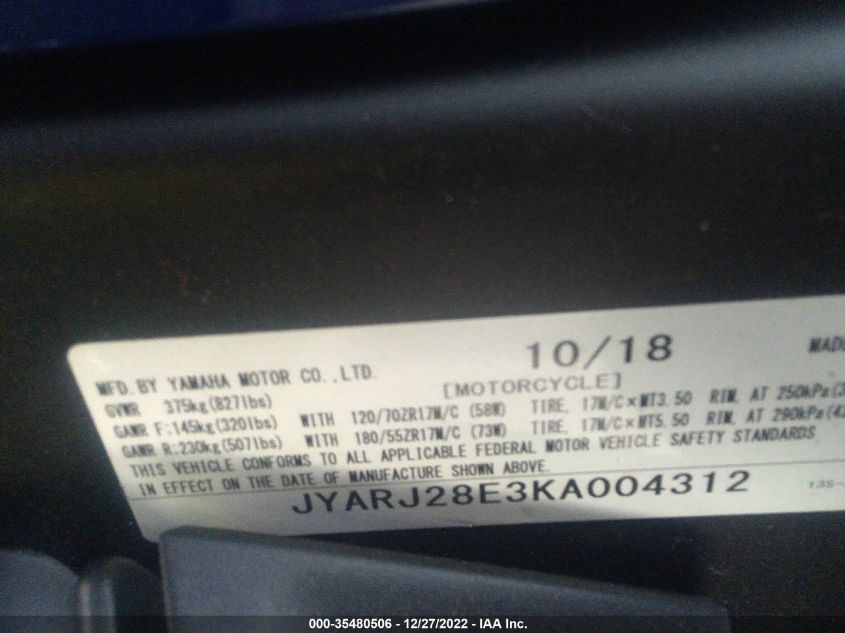 10/18 MAD
MFD. BY YAMAHA MOTOR CO., LTD.
[MOTORCYCLE]
GVWR 375kg(827lbs)
GAWR F:145kg(320lbs) WITH 120/70ZR17M/C (58W) TIRE, 17M/C×MT3.50 RIM, AT 250kPa(3
GAWR R:230kg(507lbs) WITH 180/55ZR17M/C (73W) TIRE, 17M/C×MT5.50 RIM, AT 290kPa(42
THIS VEHICLE CONFORMS TO ALL APPLICABLE FEDERAL MOTOR VEHICLE SAFETY STANDARDS
IN EFFECT ON THE DATE OF MANUFACTURE SHOWN ABOVE.
JYARJ28E3KA004312
000-35480506 - 12/27/2022 - IAA Inc.